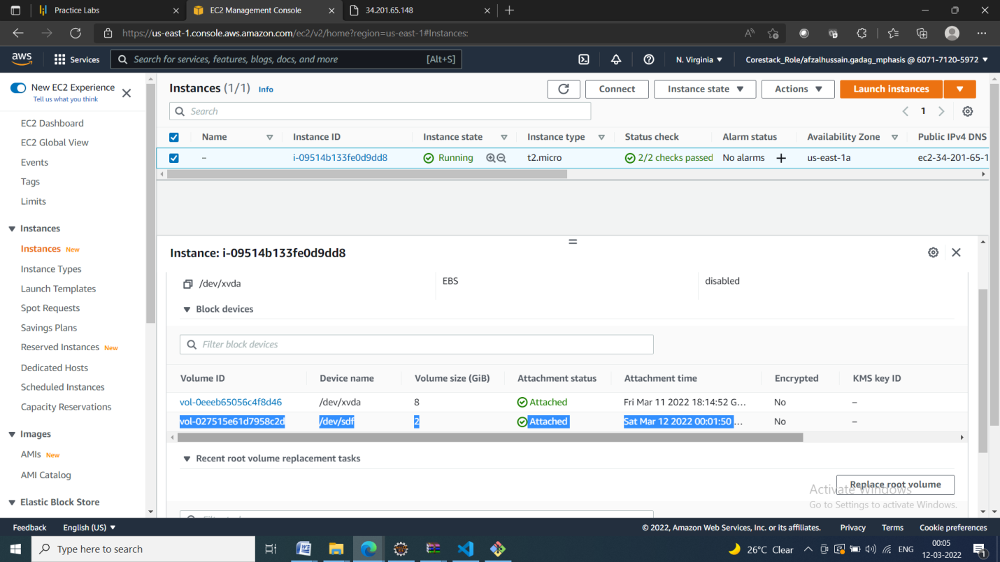 Practice Labs
EC2 Management Console
34.201.65.148
https://us-east-1.console.aws.amazon.com/ec2/v2/home?region=us-east-1#Instances:
aws
Services
Search for services, features, blogs, docs, and more
[Alt+S]
N. Virginia
Corestack_Role/afzalhussain.gadag_mphasis @ 6071-7120-5972
New EC2 Experience
Tell us what you think
EC2 Dashboard
EC2 Global View
Events
Tags
Limits
Instances
Instances New
Instance Types
Launch Templates
Spot Requests
Savings Plans
Reserved Instances New
Dedicated Hosts
Scheduled Instances
Capacity Reservations
Images
AMIs New
AMI Catalog
Elastic Block Store
Instances (1/1) Info
Connect
Instance state
Actions
Launch instances
Search
1
Name Instance ID Instance state Instance type Status check Alarm status Availability Zone Public IPv4 DNS
– i-09514b133fe0d9dd8 Running t2.micro 2/2 checks passed No alarms + us-east-1a ec2-34-201-65-1
Instance: i-09514b133fe0d9dd8
/dev/xvda EBS disabled
Block devices
Filter block devices
Volume ID Device name Volume size (GiB) Attachment status Attachment time Encrypted KMS key ID
vol-0eeeb65056c4f8d46 /dev/xvda 8 Attached Fri Mar 11 2022 18:14:52 G... No –
vol-027515e61d7958c2d /dev/sdf 2 Attached Sat Mar 12 2022 00:01:50 ... No –
Recent root volume replacement tasks
Replace root volume
Activate Windows
Go to Settings to activate Windows.
Feedback English (US) © 2022, Amazon Web Services, Inc. or its affiliates. Privacy Terms Cookie preferences
Type here to search
26°C Clear
ENG
00:05
12-03-2022
1